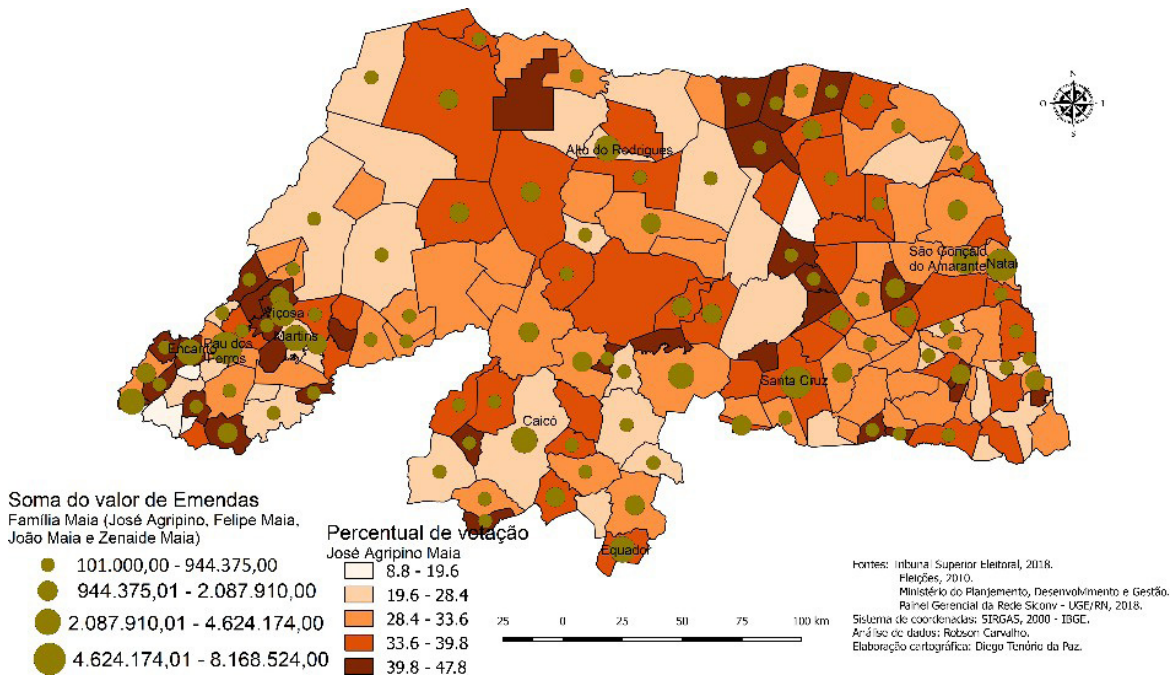 N
O
L
S
Alto do Rodrigues
São Gonçalo
do Amarante
Natal
Viçosa
Martins
Encanto
Pau dos
Ferros
Santa Cruz
Caicó
Equador
Soma do valor de Emendas
Família Maia (José Agripino, Felipe Maia,
João Maia e Zenaide Maia)
101.000,00 - 944.375,00
944.375,01 - 2.087.910,00
2.087.910,01 - 4.624.174,00
4.624.174,01 - 8.168.524,00
Percentual de votação
José Agripino Maia
8.8 - 19.6
19.6 - 28.4
28.4 - 33.6
33.6 - 39.8
39.8 - 47.8
25 0 25 50 75 100 km
Fontes: Tribunal Superior Eleitoral, 2018.
Eleições, 2010.
Ministério do Planjemento, Desenvolvimento e Gestão.
Painel Gerencial da Rede Siconv - UGE/RN, 2018.
Sistema de coordenadas: SIRGAS, 2000 - IBGE.
Análise de dados: Robson Carvalho.
Elaboração cartográfica: Diego Tenório da Paz.